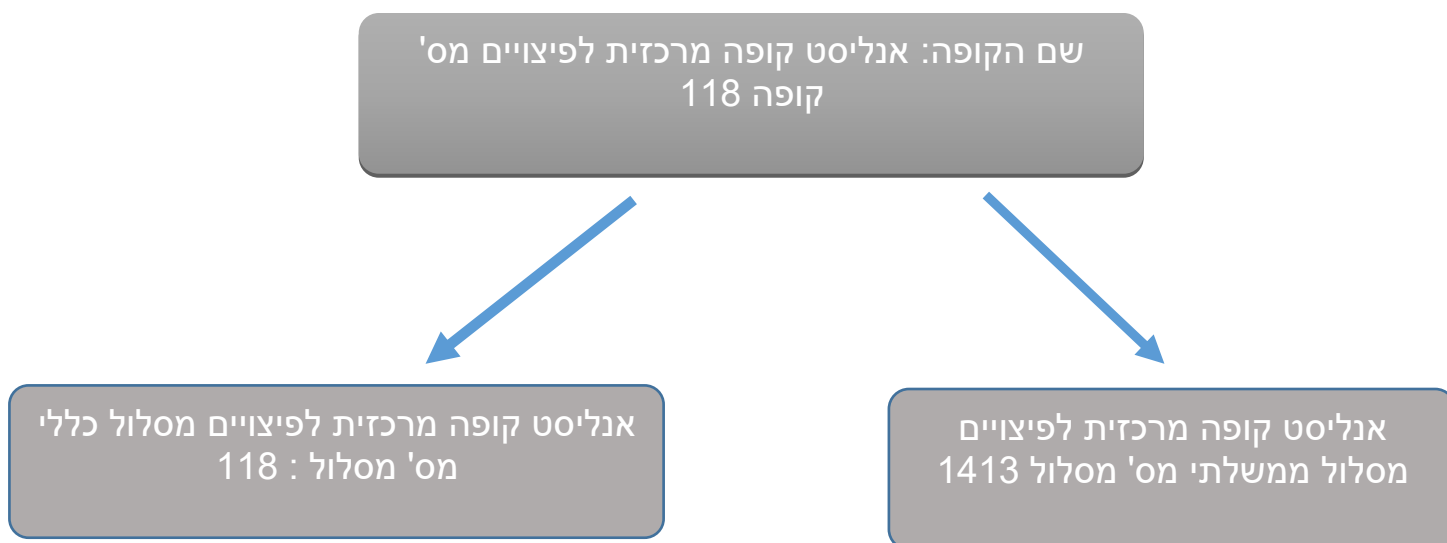 שם הקופה: אנליסט קופה מרכזית לפיצויים מס'
קופה 118
אנליסט קופה מרכזית לפיצויים
מסלול ממשלתי מס' מסלול 1413
אנליסט קופה מרכזית לפיצויים מסלול כללי
מס' מסלול : 118